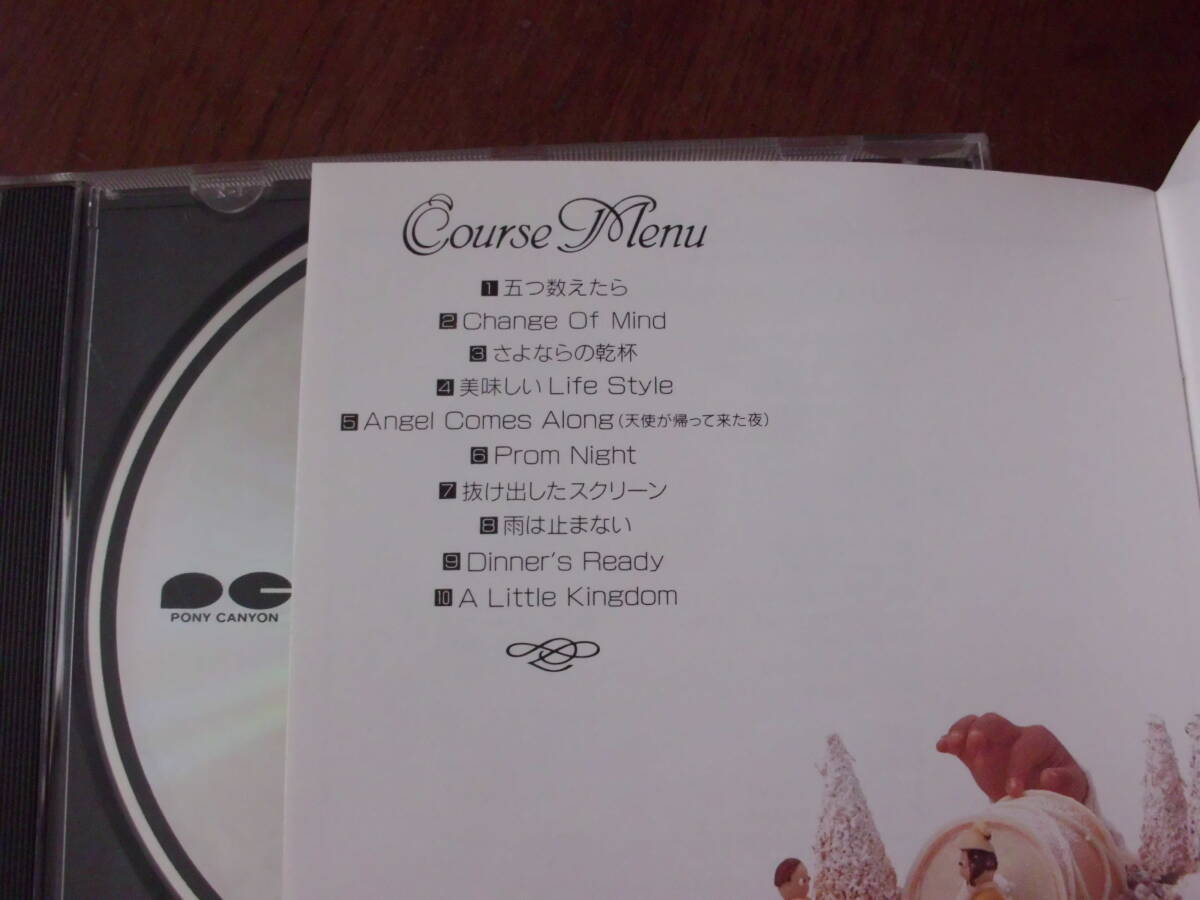 Course Menu
1 五つ数えたら
2 Change Of Mind
3 さよならの乾杯
4 美味しい Life Style
5 Angel Comes Along (天使が帰って来た夜)
6 Prom Night
7 抜け出したスクリーン
8 雨は止まない
9 Dinner's Ready
10 A Little Kingdom
PC
PONY CANYON